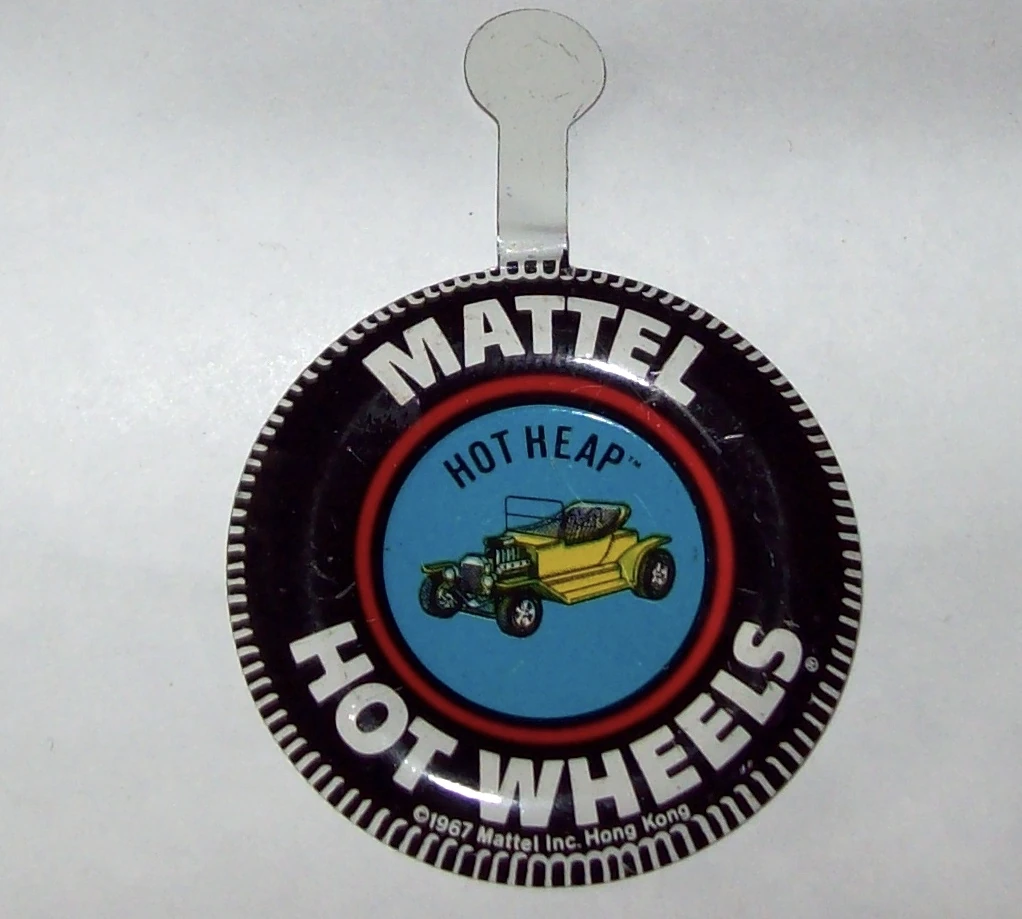 MATTEL
HOT HEAP™
HOT WHEELS®
©1967 Mattel Inc. Hong Kong